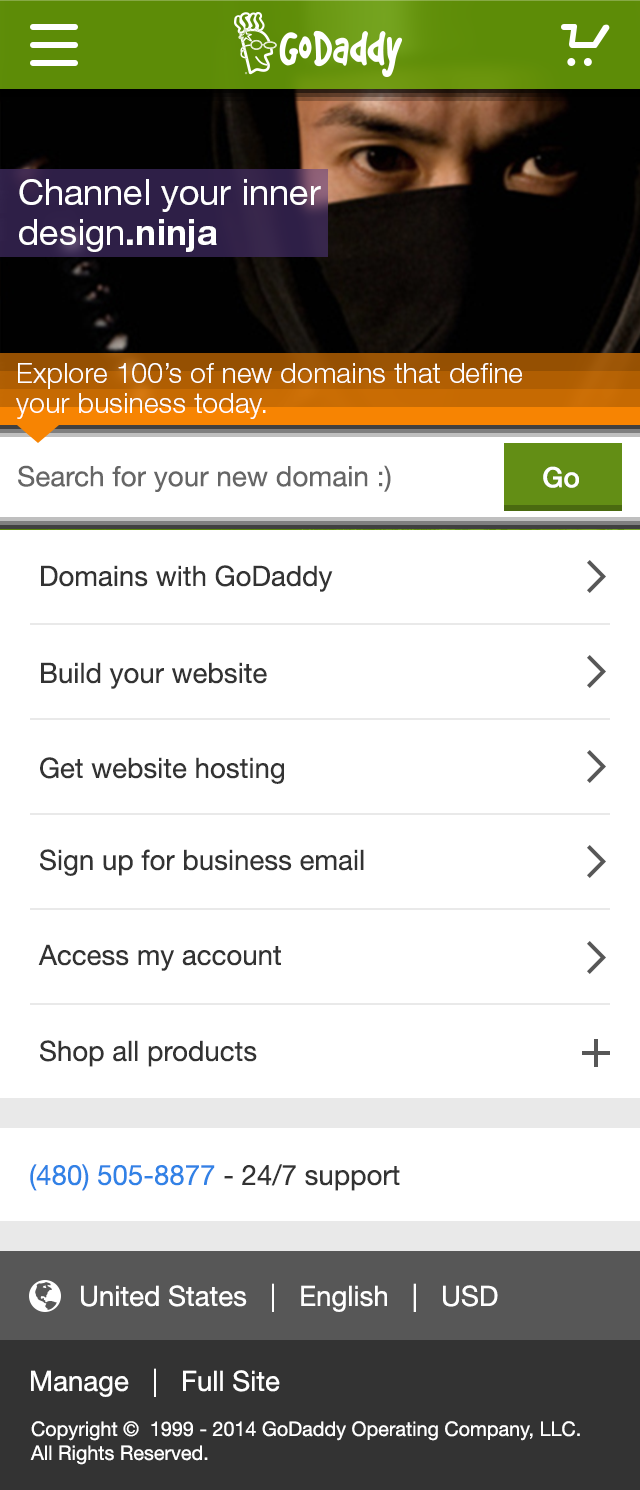 GoDaddy
Channel your inner
design.ninja
Explore 100’s of new domains that define
your business today.
Search for your new domain :)
Go
Domains with GoDaddy
Build your website
Get website hosting
Sign up for business email
Access my account
Shop all products
(480) 505-8877 - 24/7 support
United States | English | USD
Manage | Full Site
Copyright © 1999 - 2014 GoDaddy Operating Company, LLC.
All Rights Reserved.